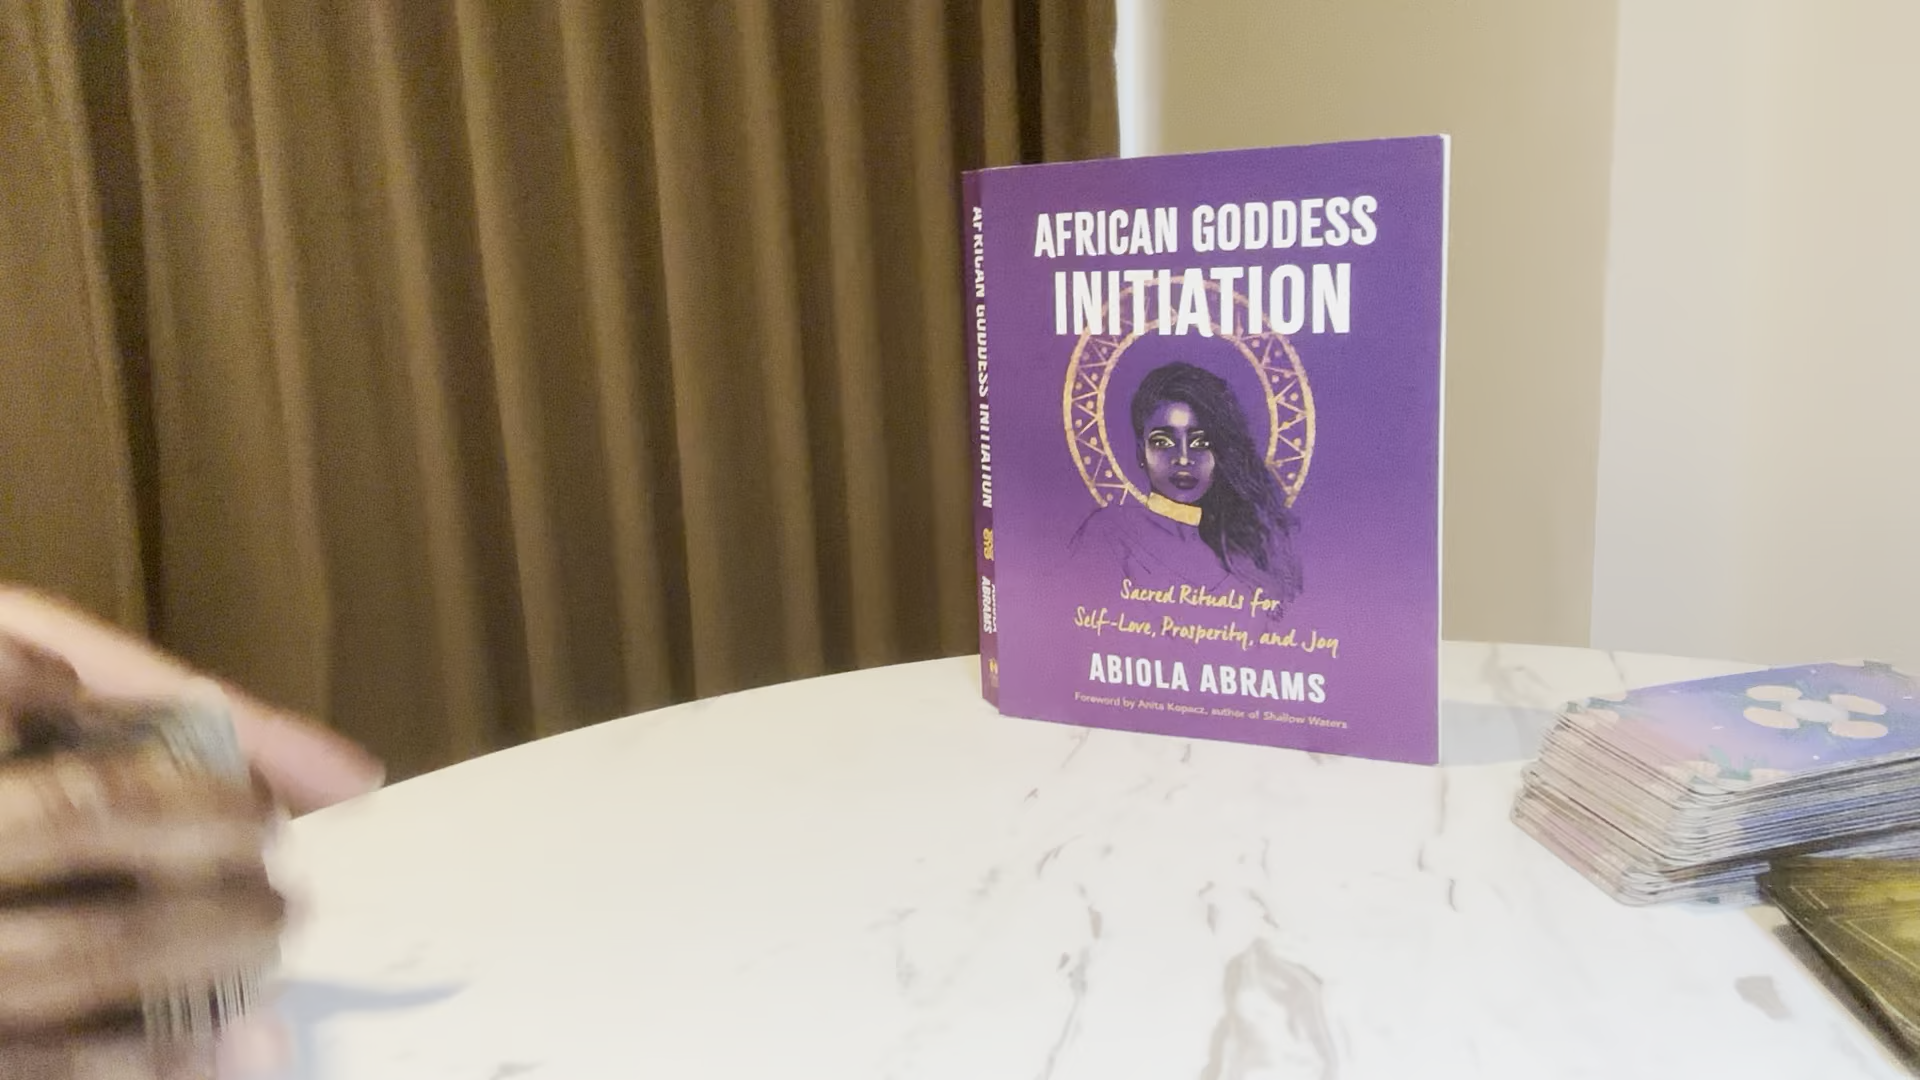 AFRICAN GODDESS
INITIATION
Sacred Rituals for
Self-Love, Prosperity, and Joy
ABIOLA ABRAMS
Foreword by Anita Kopacz, author of Shallow Waters
AFRICAN GODDESS INITIATION
ABRAMS